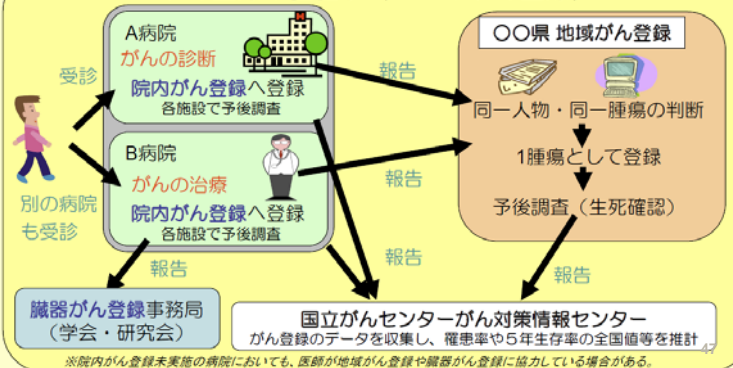 A病院
がんの診断
院内がん登録へ登録
各施設で予後調査
受診
B病院
がんの治療
院内がん登録へ登録
各施設で予後調査
別の病院
も受診
報告
報告
報告
報告
報告
〇〇県 地域がん登録
同一人物・同一腫瘍の判断
1腫瘍として登録
予後調査（生死確認）
臓器がん登録事務局
（学会・研究会）
国立がんセンターがん対策情報センター
がん登録のデータを収集し、罹患率や5年生存率の全国値等を推計
47
※院内がん登録未実施の病院においても、医師が地域がん登録や臓器がん登録に協力している場合がある。